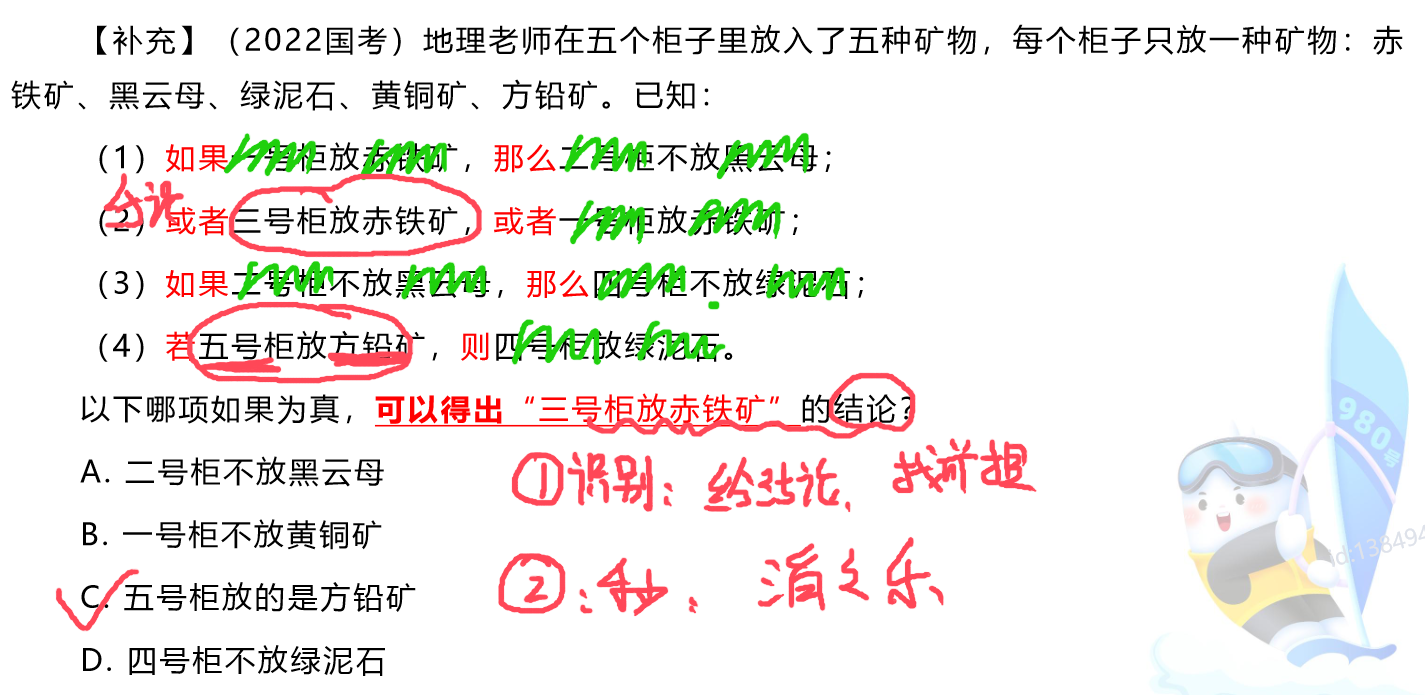 【补充】（2022国考）地理老师在五个柜子里放入了五种矿物，每个柜子只放一种矿物：赤
铁矿、黑云母、绿泥石、黄铜矿、方铅矿。已知：
（1）如果一号柜放赤铁矿，那么二号柜不放黑云母；
结论
（2）或者三号柜放赤铁矿，或者一号柜放赤铁矿；
（3）如果二号柜不放黑云母，那么四号柜不放绿泥石；
（4）若五号柜放方铅矿，则四号柜放绿泥石。
以下哪项如果为真，可以得出“三号柜放赤铁矿”的结论？
A. 二号柜不放黑云母
①识别：给结论，找前提
B. 一号柜不放黄铜矿
C. 五号柜放的是方铅矿
②：秒：消消乐
D. 四号柜不放绿泥石
980号
id:138494